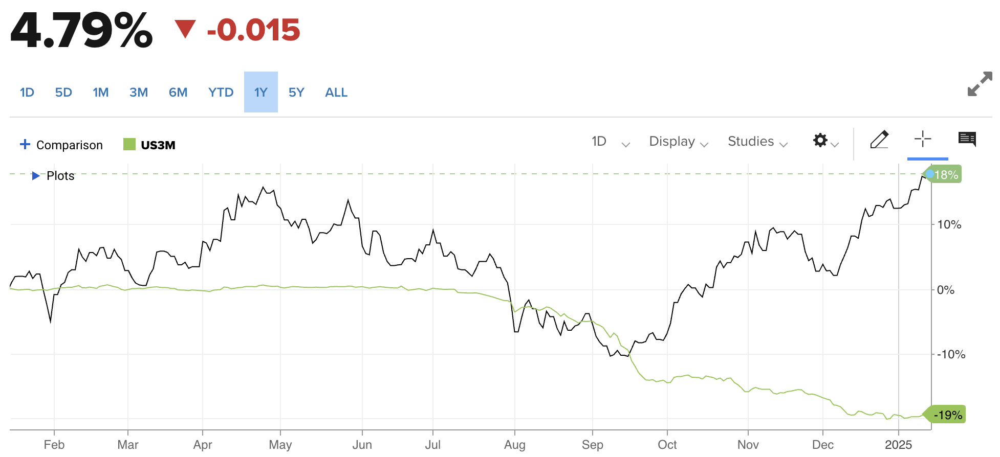 4.79% ▼ -0.015
1D 5D 1M 3M 6M YTD 1Y 5Y ALL
+ Comparison US3M 1D Display Studies
Plots
18%
10%
0%
-10%
-19%
Feb Mar Apr May Jun Jul Aug Sep Oct Nov Dec 2025